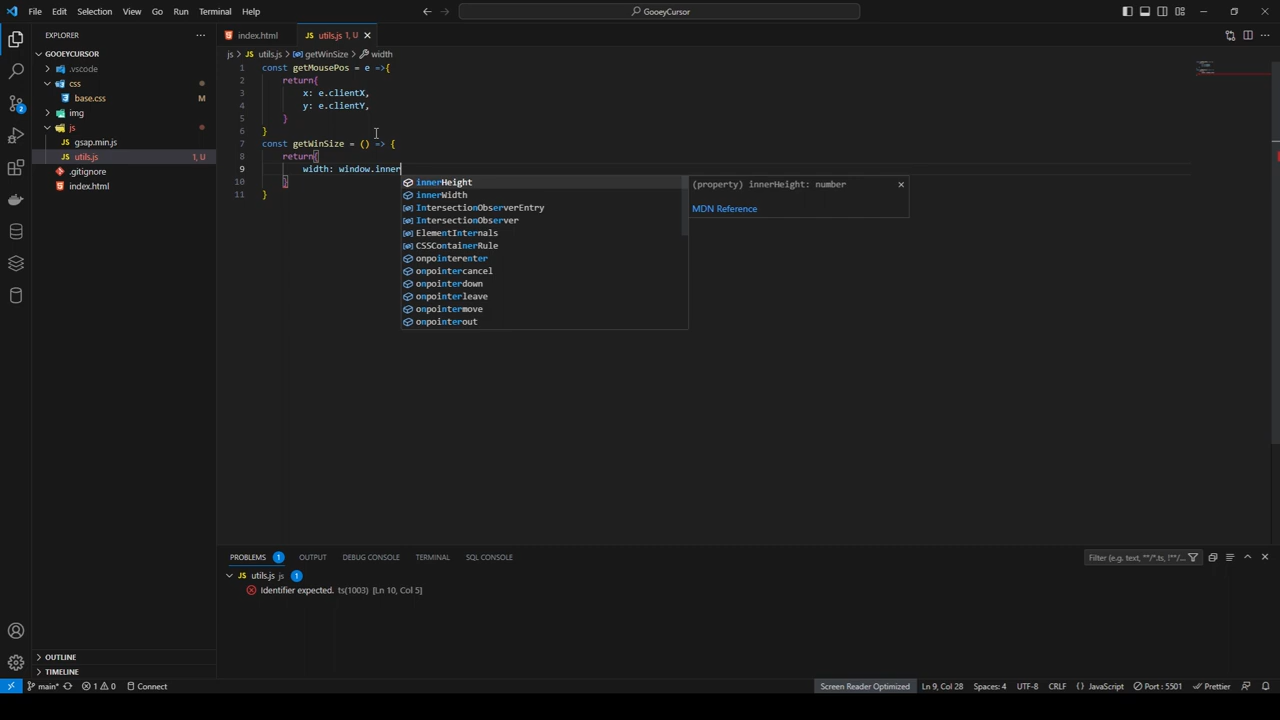 File Edit Selection View Go Run Terminal Help
GooeyCursor
EXPLORER
GOOEYCURSOR
.vscode
css
base.css M
img
js
gsap.min.js
utils.js 1, U
.gitignore
index.html
OUTLINE
TIMELINE
index.html
JS utils.js 1, U
js > JS utils.js > getWinSize > width
1 const getMousePos = e =>{
2 return{
3 x: e.clientX,
4 y: e.clientY,
5 }
6 }
7 const getWinSize = () => {
8 return{
9 width: window.inner
10 }
11 }
innerHeight
innerWidth
IntersectionObserverEntry
IntersectionObserver
ElementInternals
CSSContainerRule
onpointerenter
onpointercancel
onpointerdown
onpointerleave
onpointermove
onpointerout
(property) innerHeight: number
MDN Reference
PROBLEMS 1 OUTPUT DEBUG CONSOLE TERMINAL SQL CONSOLE
Filter (e.g. text, **/*.ts, !**/...
JS utils.js js 1
Identifier expected. ts(1003) [Ln 10, Col 5]
main* 1 0 Connect
Screen Reader Optimized Ln 9, Col 28 Spaces: 4 UTF-8 CRLF {} JavaScript Port : 5501 Prettier